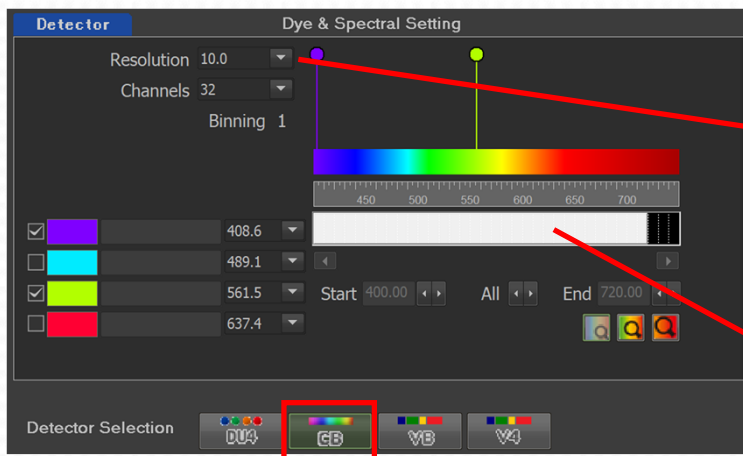 Detector Dye & Spectral Setting
Resolution 10.0
Channels 32
Binning 1
450 500 550 600 650 700
408.6
489.1
Start 400.00 All End 720.00
561.5
637.4
Detector Selection DU4 CB VB V4